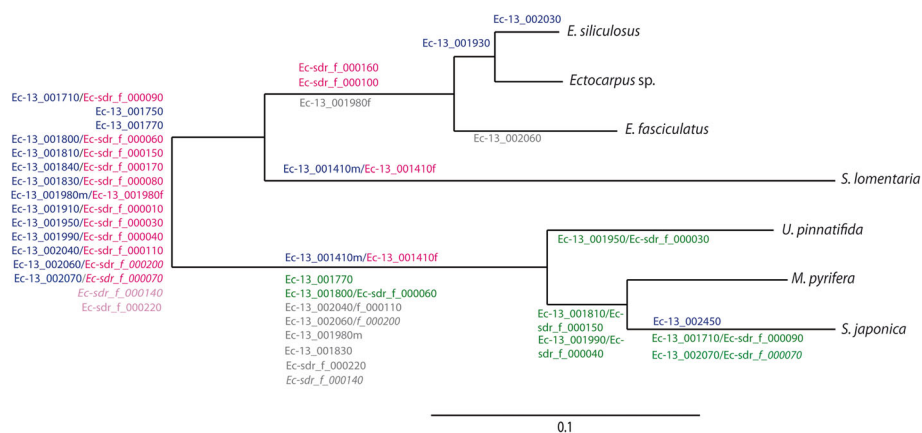 Ec-13_002030
Ec-13_001930
E. siliculosus
Ectocarpus sp.
Ec-sdr_f_000160
Ec-sdr_f_000100
Ec-13_001980f
E. fasciculatus
Ec-13_002060
Ec-13_001710/Ec-sdr_f_000090
Ec-13_001750
Ec-13_001770
Ec-13_001800/Ec-sdr_f_000060
Ec-13_001810/Ec-sdr_f_000150
Ec-13_001840/Ec-sdr_f_000170
Ec-13_001830/Ec-sdr_f_000080
Ec-13_001980m/Ec-13_001980f
Ec-13_001910/Ec-sdr_f_000010
Ec-13_001950/Ec-sdr_f_000030
Ec-13_001990/Ec-sdr_f_000040
Ec-13_002040/Ec-sdr_f_000110
Ec-13_002060/Ec-sdr_f_000200
Ec-13_002070/Ec-sdr_f_000070
Ec-sdr_f_000140
Ec-sdr_f_000220
Ec-13_001410m/Ec-13_001410f
S. lomentaria
Ec-13_001410m/Ec-13_001410f
Ec-13_001770
Ec-13_001800/Ec-sdr_f_000060
Ec-13_002040/f_000110
Ec-13_002060/f_000200
Ec-13_001980m
Ec-13_001830
Ec-sdr_f_000220
Ec-sdr_f_000140
U. pinnatifida
Ec-13_001950/Ec-sdr_f_000030
M. pyrifera
Ec-13_001810/Ec-
sdr_f_000150
Ec-13_001990/Ec-
sdr_f_000040
Ec-13_002450
S. japonica
Ec-13_001710/Ec-sdr_f_000090
Ec-13_002070/Ec-sdr_f_000070
0.1